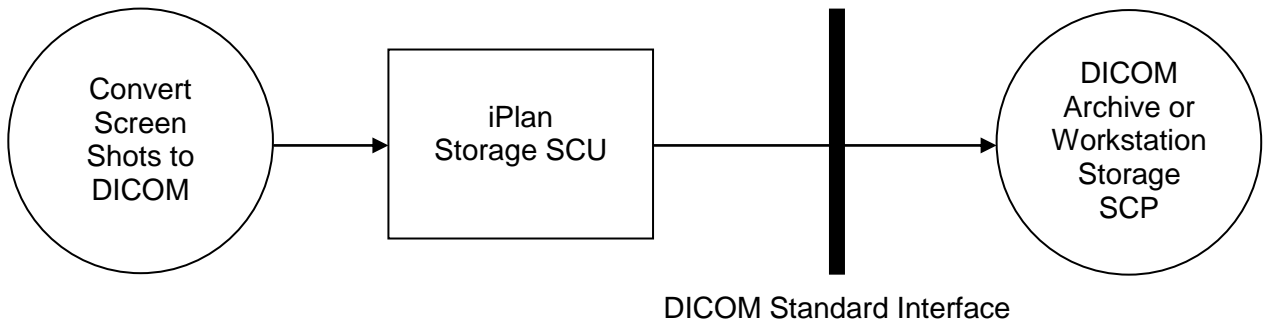 Convert
Screen
Shots to
DICOM
iPlan
Storage SCU
DICOM
Archive or
Workstation
Storage
SCP
DICOM Standard Interface